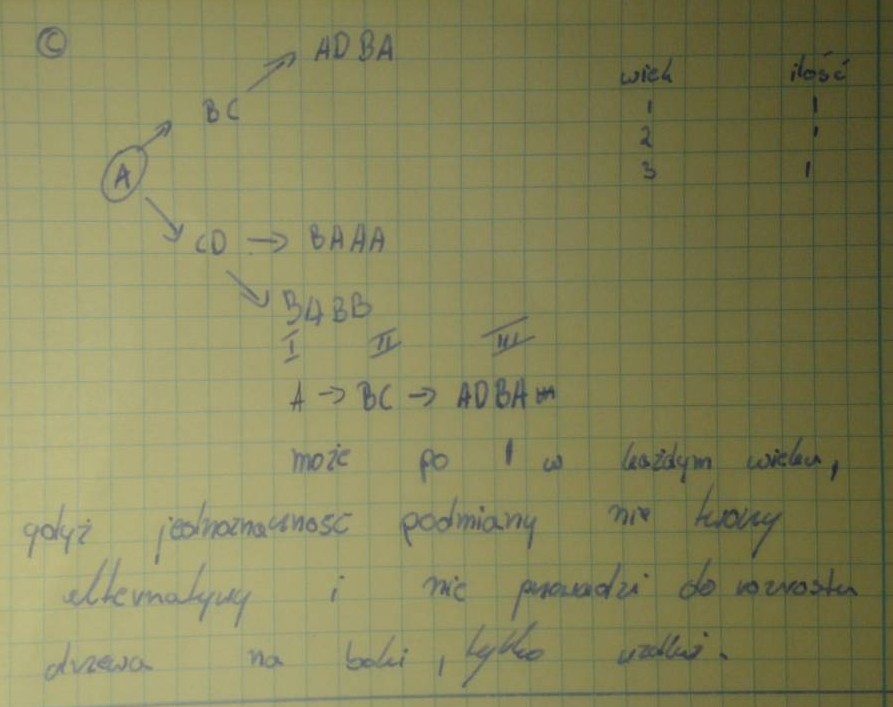 ©
ADBA
wiek ilość
BC
1 1
2 1
A
3 1
CD → BAAA
BABB
I II III
A → BC → ADBA
może po 1 w każdym wieku,
gdyż jednoznaczność podmiany nie tworzy
alternatywy i nie prowadzi do rozrostu
drzewa na boki, tylko wzdłuż.